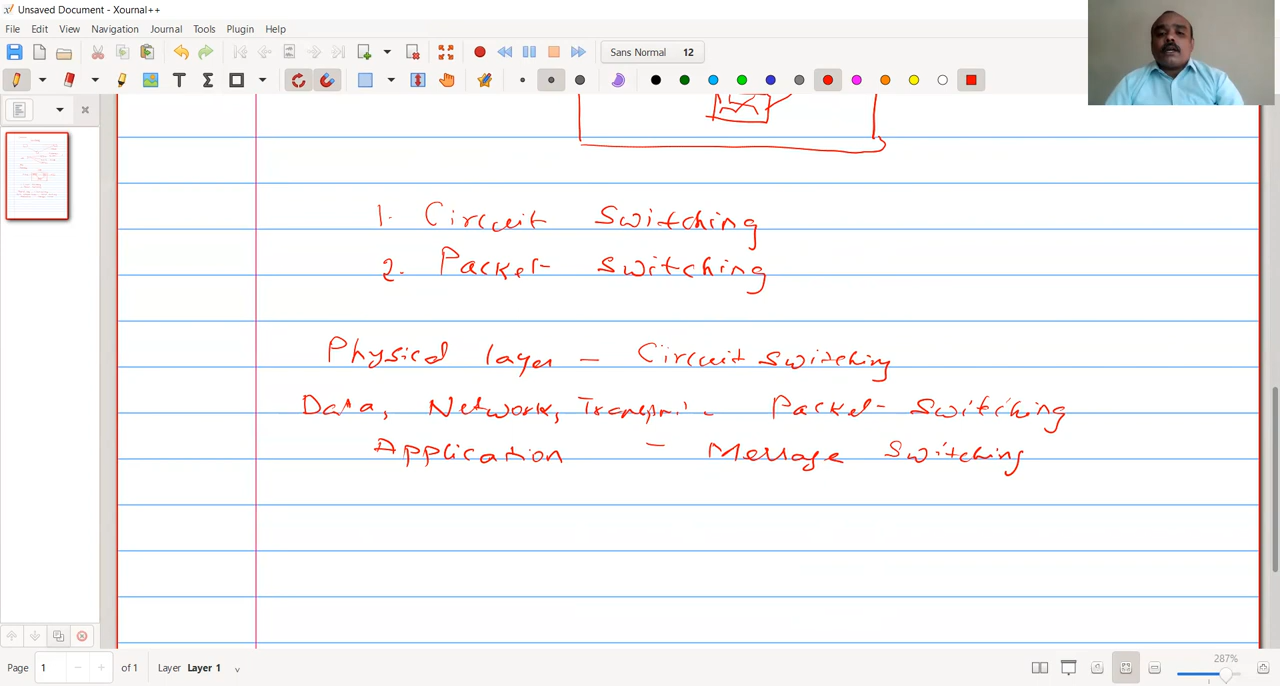 Unsaved Document - Xournal++
File Edit View Navigation Journal Tools Plugin Help
Sans Normal 12
1. Circuit Switching
2. Packet Switching
Physical layer - Circuit switching
Data, Network, - Packet Switching
Application - Message Switching
Page 1 of 1 Layer Layer 1
287%